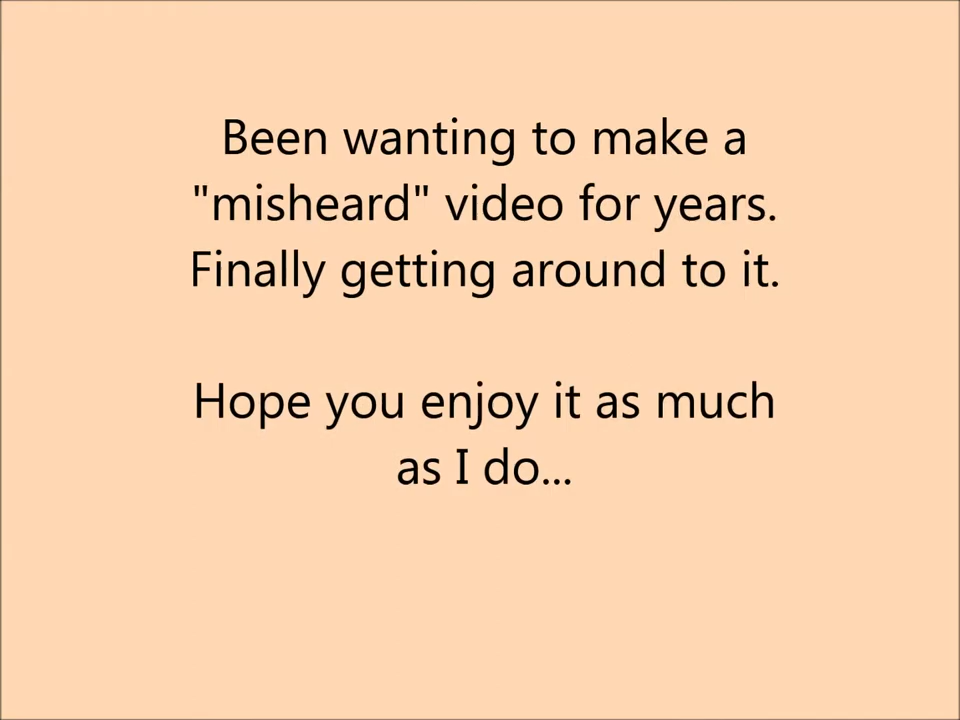 Been wanting to make a
"misheard" video for years.
Finally getting around to it.
Hope you enjoy it as much
as I do...